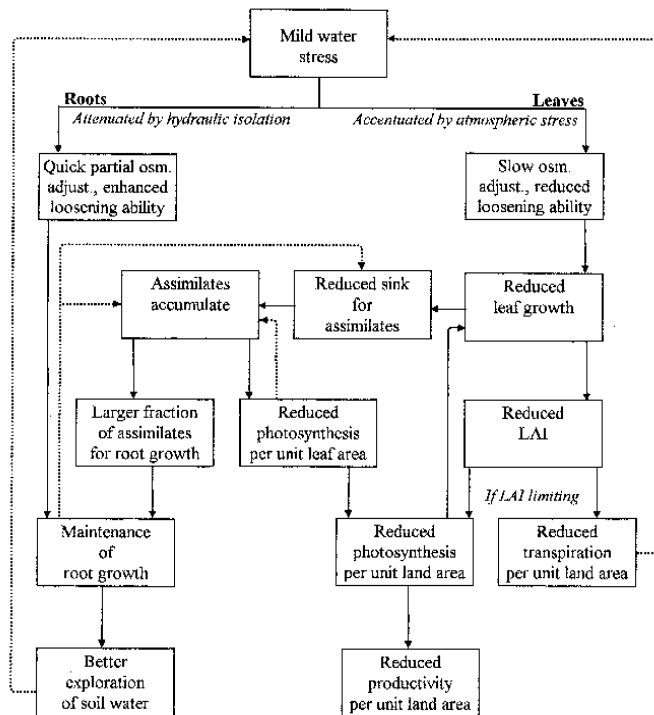 Mild water
stress
Roots
Leaves
Attenuated by hydraulic isolation
Accentuated by atmospheric stress
Quick partial osm.
adjust., enhanced
loosening ability
Slow osm.
adjust., reduced
loosening ability
Assimilates
accumulate
Reduced sink
for
assimilates
Reduced
leaf growth
Larger fraction
of assimilates
for root growth
Reduced
photosynthesis
per unit leaf area
Reduced
LAI
If LAI limiting
Maintenance
of
root growth
Reduced
photosynthesis
per unit land area
Reduced
transpiration
per unit land area
Better
exploration
of soil water
Reduced
productivity
per unit land area